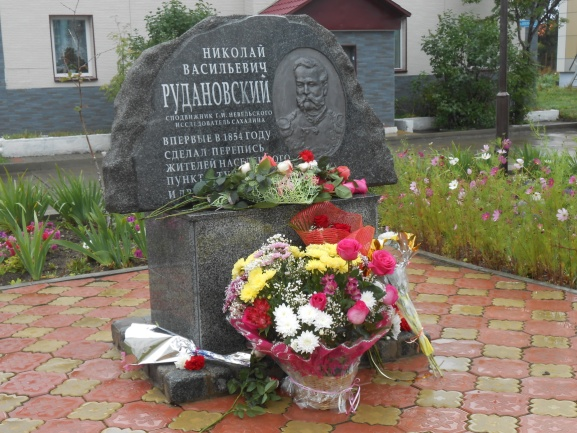 НИКОЛАЙ
ВАСИЛЬЕВИЧ
РУДАНОВСКИЙ
СПОДВИЖНИК Г.И. НЕВЕЛЬСКОГО
ИССЛЕДОВАТЕЛЬ САХАЛИНА
ВПЕРВЫЕ В 1854 ГОДУ
СДЕЛАЛ ПЕРЕПИСЬ
ЖИТЕЛЕЙ